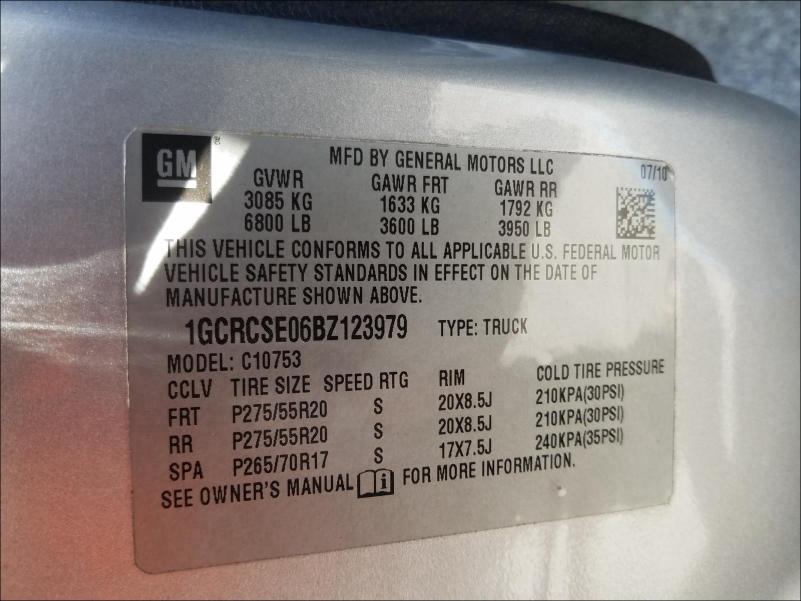 GM
MFD BY GENERAL MOTORS LLC 07/10
GVWR GAWR FRT GAWR RR
3085 KG 1633 KG 1792 KG
6800 LB 3600 LB 3950 LB
THIS VEHICLE CONFORMS TO ALL APPLICABLE U.S. FEDERAL MOTOR
VEHICLE SAFETY STANDARDS IN EFFECT ON THE DATE OF
MANUFACTURE SHOWN ABOVE.
1GCRCSE06BZ123979 TYPE: TRUCK
MODEL: C10753
CCLV TIRE SIZE SPEED RTG RIM COLD TIRE PRESSURE
FRT P275/55R20 S 20X8.5J 210KPA(30PSI)
RR P275/55R20 S 20X8.5J 210KPA(30PSI)
SPA P265/70R17 S 17X7.5J 240KPA(35PSI)
SEE OWNER'S MANUAL i FOR MORE INFORMATION.